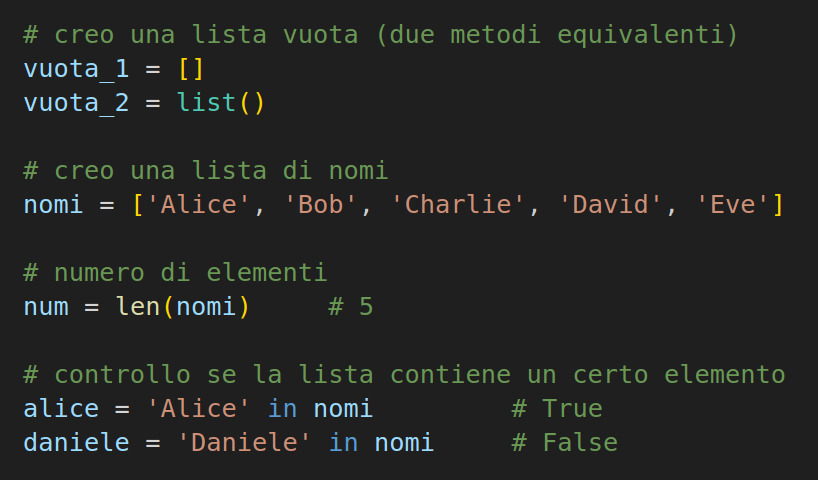 # creo una lista vuota (due metodi equivalenti)
vuota_1 = []
vuota_2 = list()
# creo una lista di nomi
nomi = ['Alice', 'Bob', 'Charlie', 'David', 'Eve']
# numero di elementi
num = len(nomi)     # 5
# controllo se la lista contiene un certo elemento
alice = 'Alice' in nomi         # True
daniele = 'Daniele' in nomi     # False